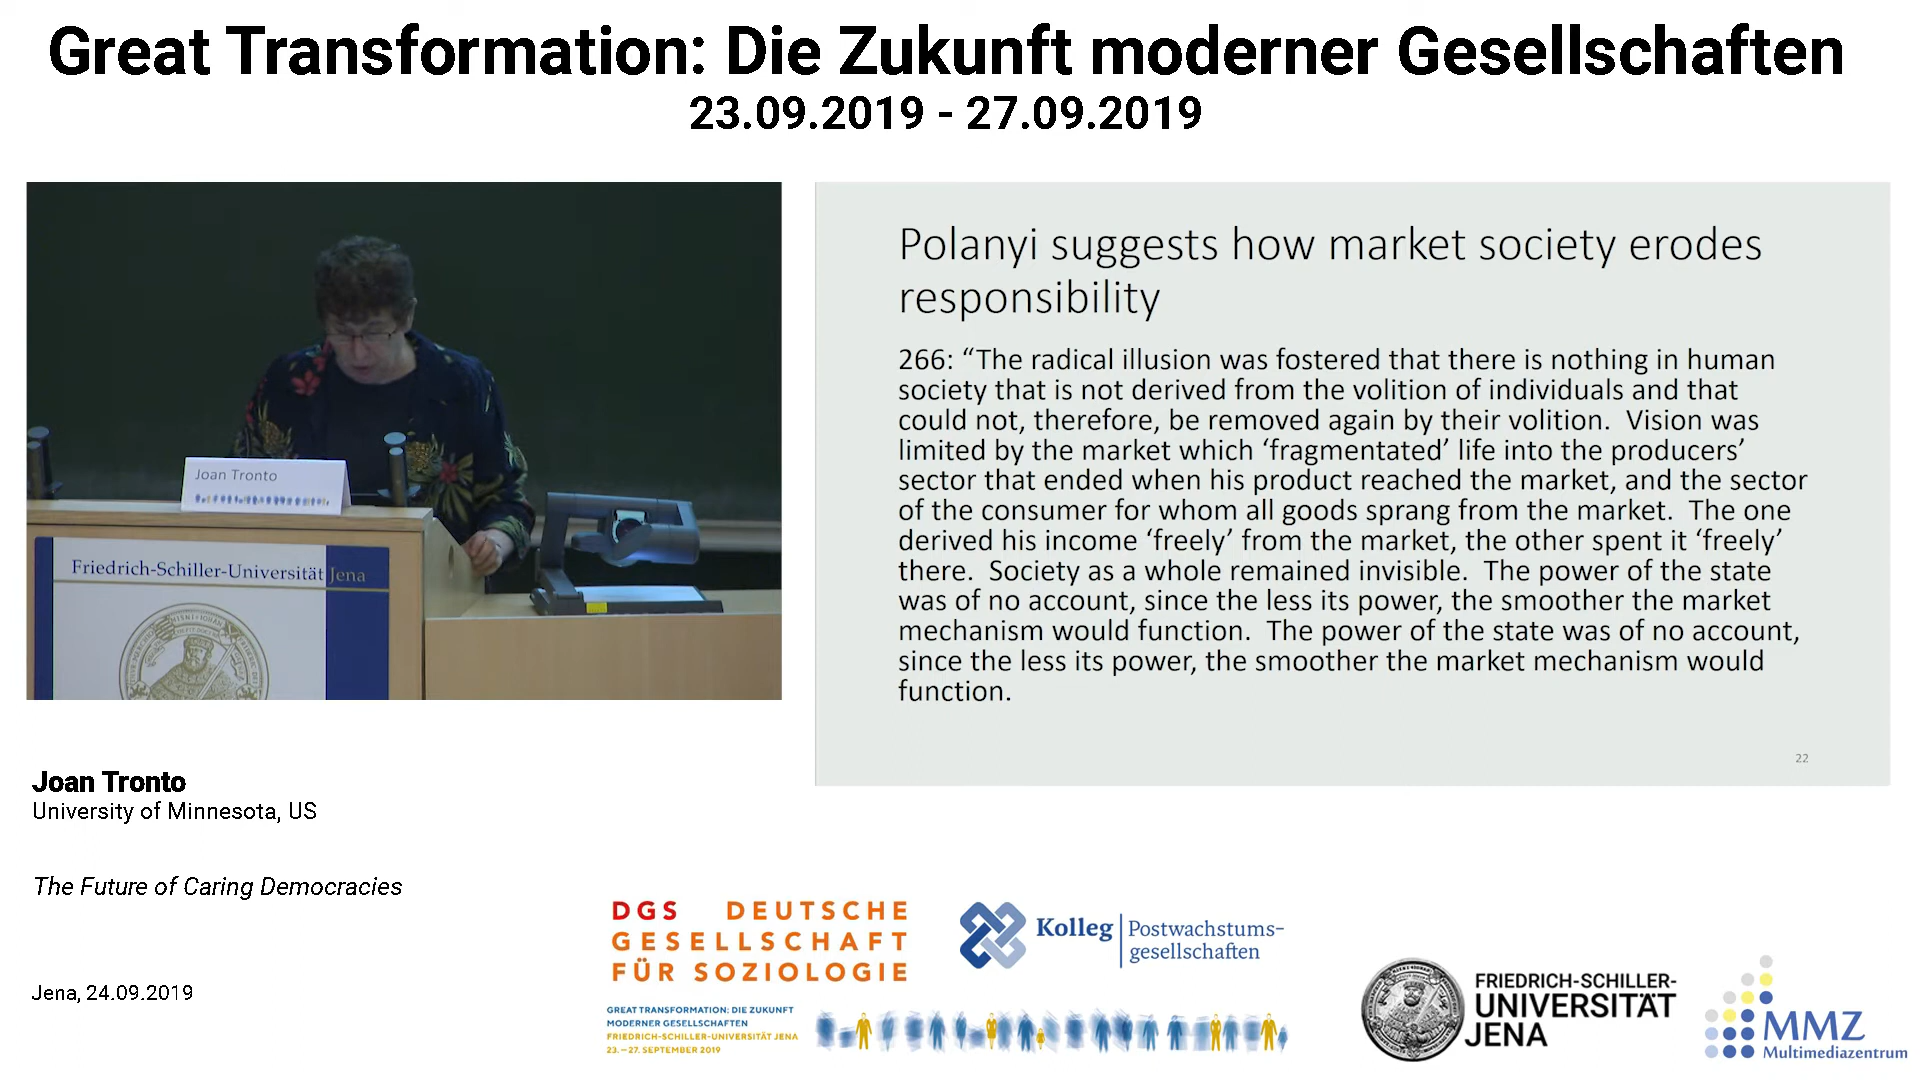 Great Transformation: Die Zukunft moderner Gesellschaften
23.09.2019 - 27.09.2019
Joan Tronto
Friedrich-Schiller-Universität Jena
Polanyi suggests how market society erodes
responsibility
266: “The radical illusion was fostered that there is nothing in human
society that is not derived from the volition of individuals and that
could not, therefore, be removed again by their volition. Vision was
limited by the market which ‘fragmentated’ life into the producers’
sector that ended when his product reached the market, and the sector
of the consumer for whom all goods sprang from the market. The one
derived his income ‘freely’ from the market, the other spent it ‘freely’
there. Society as a whole remained invisible. The power of the state
was of no account, since the less its power, the smoother the market
mechanism would function. The power of the state was of no account,
since the less its power, the smoother the market mechanism would
function.
22
Joan Tronto
University of Minnesota, US
The Future of Caring Democracies
Jena, 24.09.2019
DGS DEUTSCHE
GESELLSCHAFT
FÜR SOZIOLOGIE
GREAT TRANSFORMATION: DIE ZUKUNFT
MODERNER GESELLSCHAFTEN
FRIEDRICH-SCHILLER-UNIVERSITÄT JENA
23.–27. SEPTEMBER 2019
Kolleg Postwachstums-
gesellschaften
FRIEDRICH-SCHILLER-
UNIVERSITÄT
JENA
MMZ
Multimediazentrum